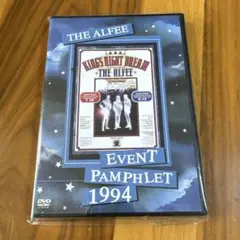 THE ALFEE
KING'S NIGHT DREAM
THE ALFEE
EVENT
PAMPHLET
1994
DVD